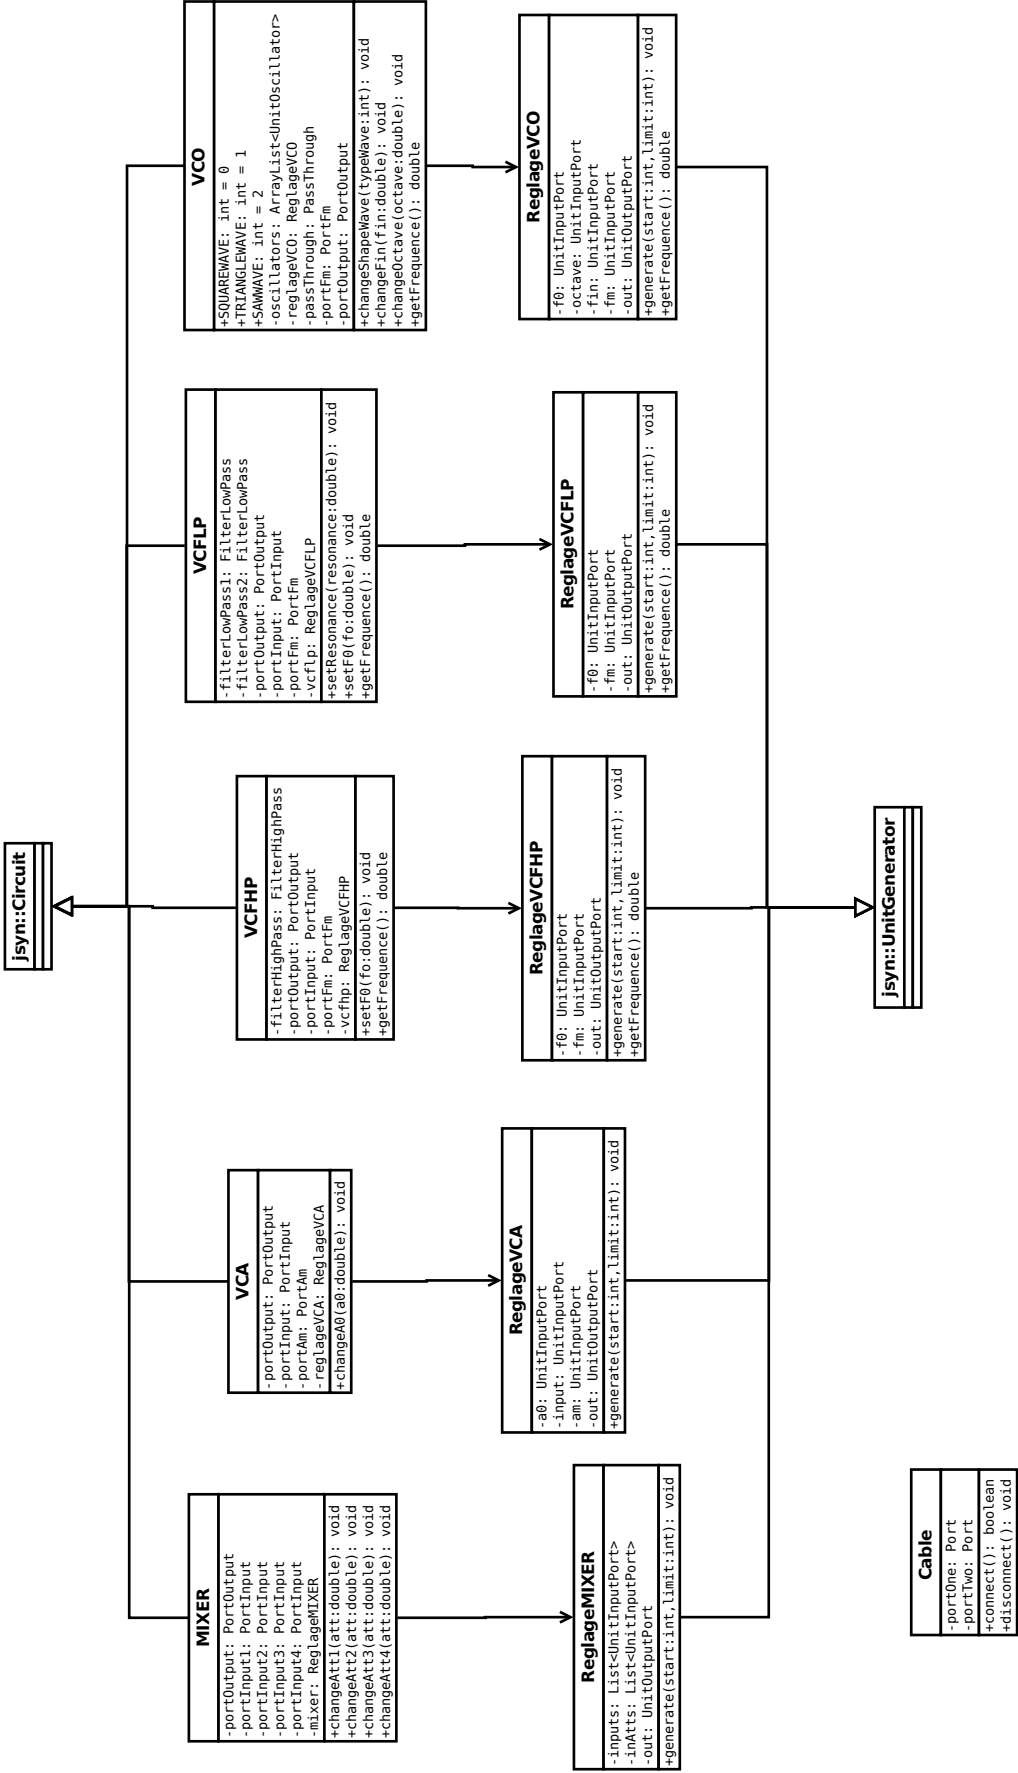 jsyn::Circuit
MIXER
-portOutput: PortOutput
-portInput1: PortInput
-portInput2: PortInput
-portInput3: PortInput
-portInput4: PortInput
-mixer: ReglageMIXER
+changeAtt1(att:double): void
+changeAtt2(att:double): void
+changeAtt3(att:double): void
+changeAtt4(att:double): void
VCA
-portOutput: PortOutput
-portInput: PortInput
-portAm: PortAm
-reglageVCA: ReglageVCA
+changeA0(a0:double): void
VCFHP
-filterHighPass: FilterHighPass
-portOutput: PortOutput
-portInput: PortInput
-portFm: PortFm
-vcfhp: ReglageVCFHP
+setF0(fo:double): void
+getFrequence(): double
VCFLP
-filterLowPass1: FilterLowPass
-filterLowPass2: FilterLowPass
-portOutput: PortOutput
-portInput: PortInput
-portFm: PortFm
-vcflp: ReglageVCFLP
+setResonance(resonance:double): void
+setF0(fo:double): void
+getFrequence(): double
VCO
+SQUAREWAVE: int = 0
+TRIANGLEWAVE: int = 1
+SAWWAVE: int = 2
-oscillators: ArrayList<UnitOscillator>
-reglageVCO: ReglageVCO
-passThrough: PassThrough
-portFm: PortFm
-portOutput: PortOutput
+changeShapeWave(typeWave:int): void
+changeFin(fin:double): void
+changeOctave(octave:double): void
+getFrequence(): double
ReglageMIXER
-inputs: List<UnitInputPort>
-inAtts: List<UnitInputPort>
-out: UnitOutputPort
+generate(start:int,limit:int): void
ReglageVCA
-a0: UnitInputPort
-input: UnitInputPort
-am: UnitInputPort
-out: UnitOutputPort
+generate(start:int,limit:int): void
ReglageVCFHP
-f0: UnitInputPort
-fm: UnitInputPort
-out: UnitOutputPort
+generate(start:int,limit:int): void
+getFrequence(): double
ReglageVCFLP
-f0: UnitInputPort
-fm: UnitInputPort
-out: UnitOutputPort
+generate(start:int,limit:int): void
+getFrequence(): double
ReglageVCO
-f0: UnitInputPort
-octave: UnitInputPort
-fin: UnitInputPort
-fm: UnitInputPort
-out: UnitOutputPort
+generate(start:int,limit:int): void
+getFrequence(): double
jsyn::UnitGenerator
Cable
-portOne: Port
-portTwo: Port
+connect(): boolean
+disconnect(): void